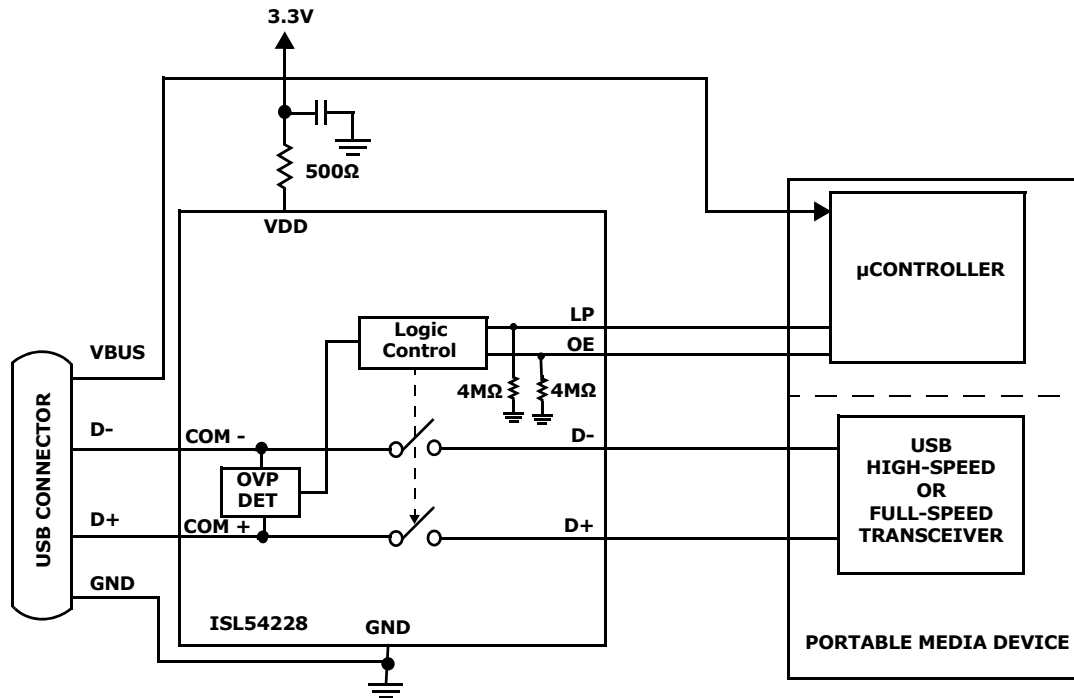 3.3V
500Ω
VDD
µCONTROLLER
LP
Logic
Control
OE
VBUS
4MΩ
4MΩ
USB CONNECTOR
D-
COM -
D-
USB
HIGH-SPEED
OR
FULL-SPEED
TRANSCEIVER
OVP
DET
D+
COM +
D+
GND
ISL54228
GND
PORTABLE MEDIA DEVICE